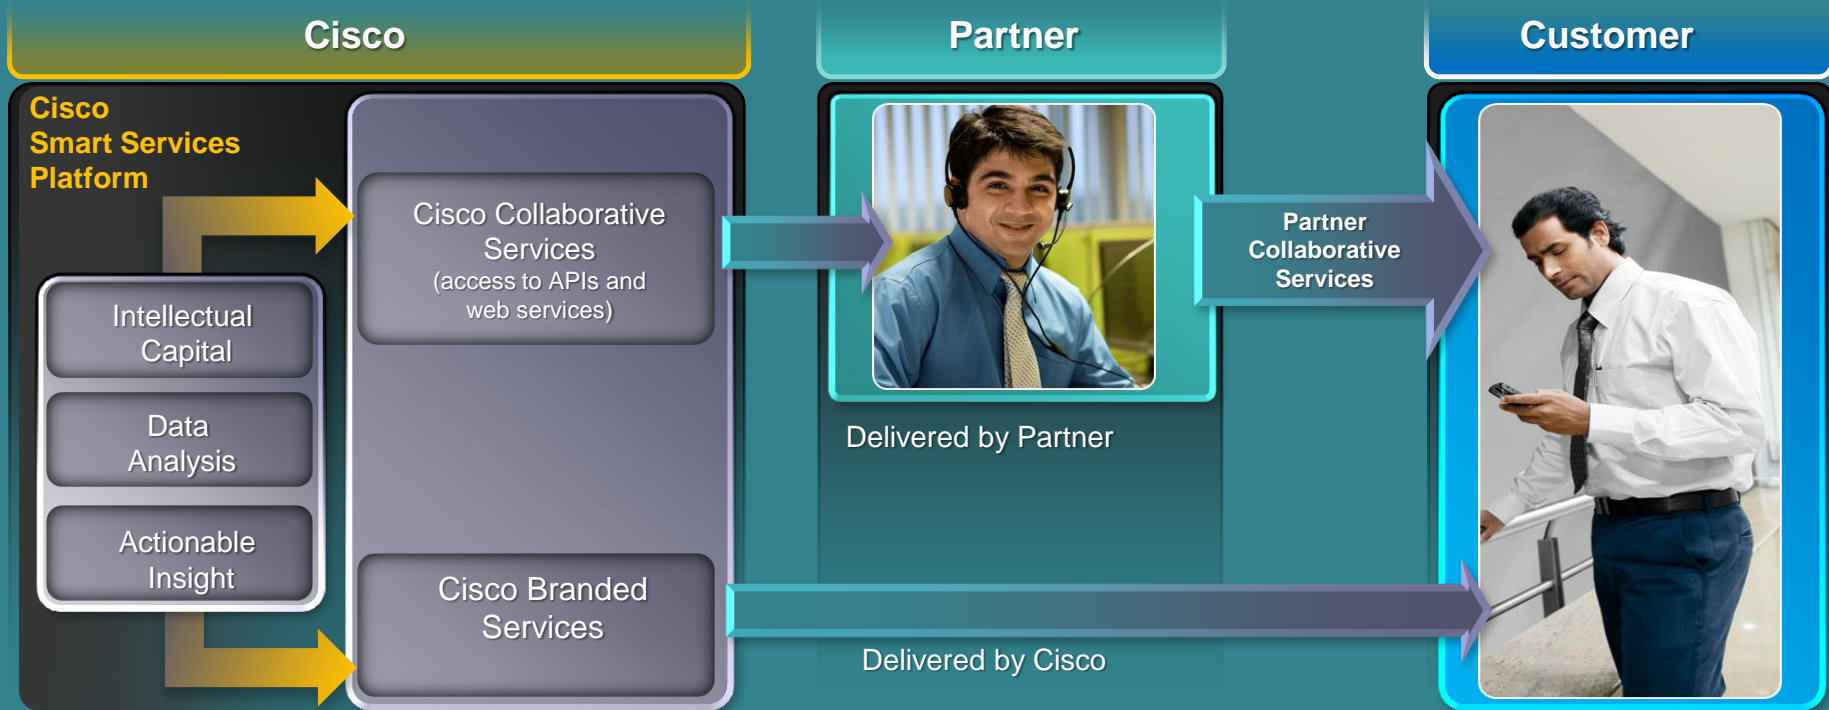 Cisco
Partner
Customer
Cisco
Smart Services
Platform
Intellectual
Capital
Data
Analysis
Actionable
Insight
Cisco Collaborative
Services
(access to APIs and
web services)
Cisco Branded
Services
Delivered by Partner
Partner
Collaborative
Services
Delivered by Cisco